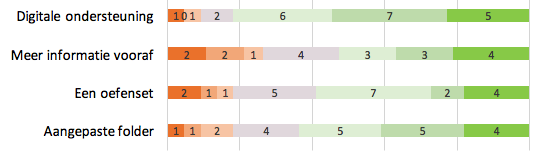 Digitale ondersteuning 1 0 1 2 6 7 5
Meer informatie vooraf 2 2 1 4 3 3 4
Een oefenset 2 1 1 5 7 2 4
Aangepaste folder 1 1 2 4 5 5 4